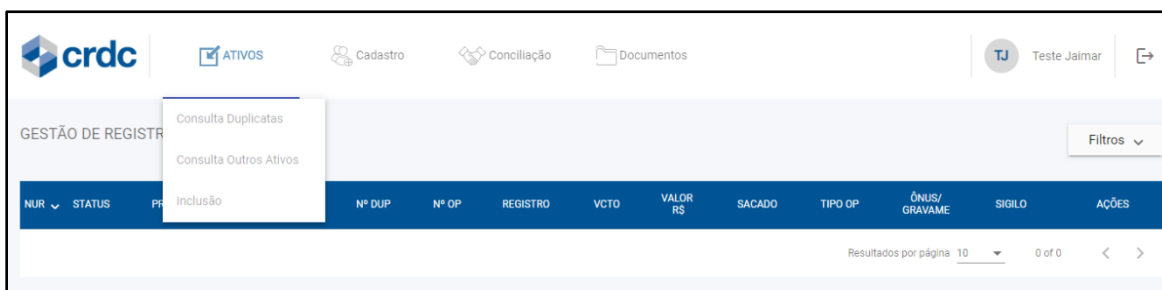 crdc ATIVOS Cadastro Conciliação Documentos TJ Teste Jaimar
GESTÃO DE REGISTR
Filtros
Consulta Duplicatas
Consulta Outros Ativos
Inclusão
NUR STATUS PR Nº DUP Nº OP REGISTRO VCTO VALOR R$ SACADO TIPO OP ÔNUS/ GRAVAME SIGILO AÇÕES
Resultados por página 10 0 of 0